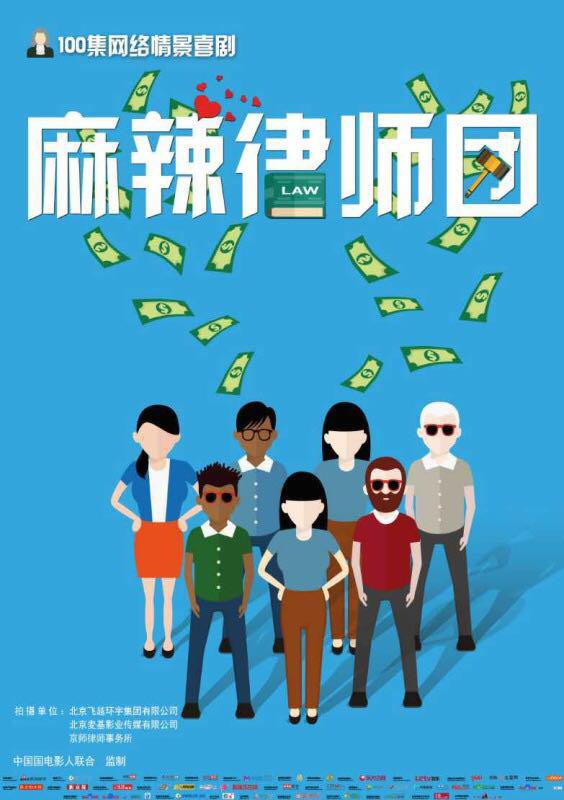 100集网络情景喜剧
麻辣律师团
LAW
拍摄单位：北京飞越环宇集团有限公司
北京麦基影业传媒有限公司
京师律师事务所
中国国电影人联合 监制